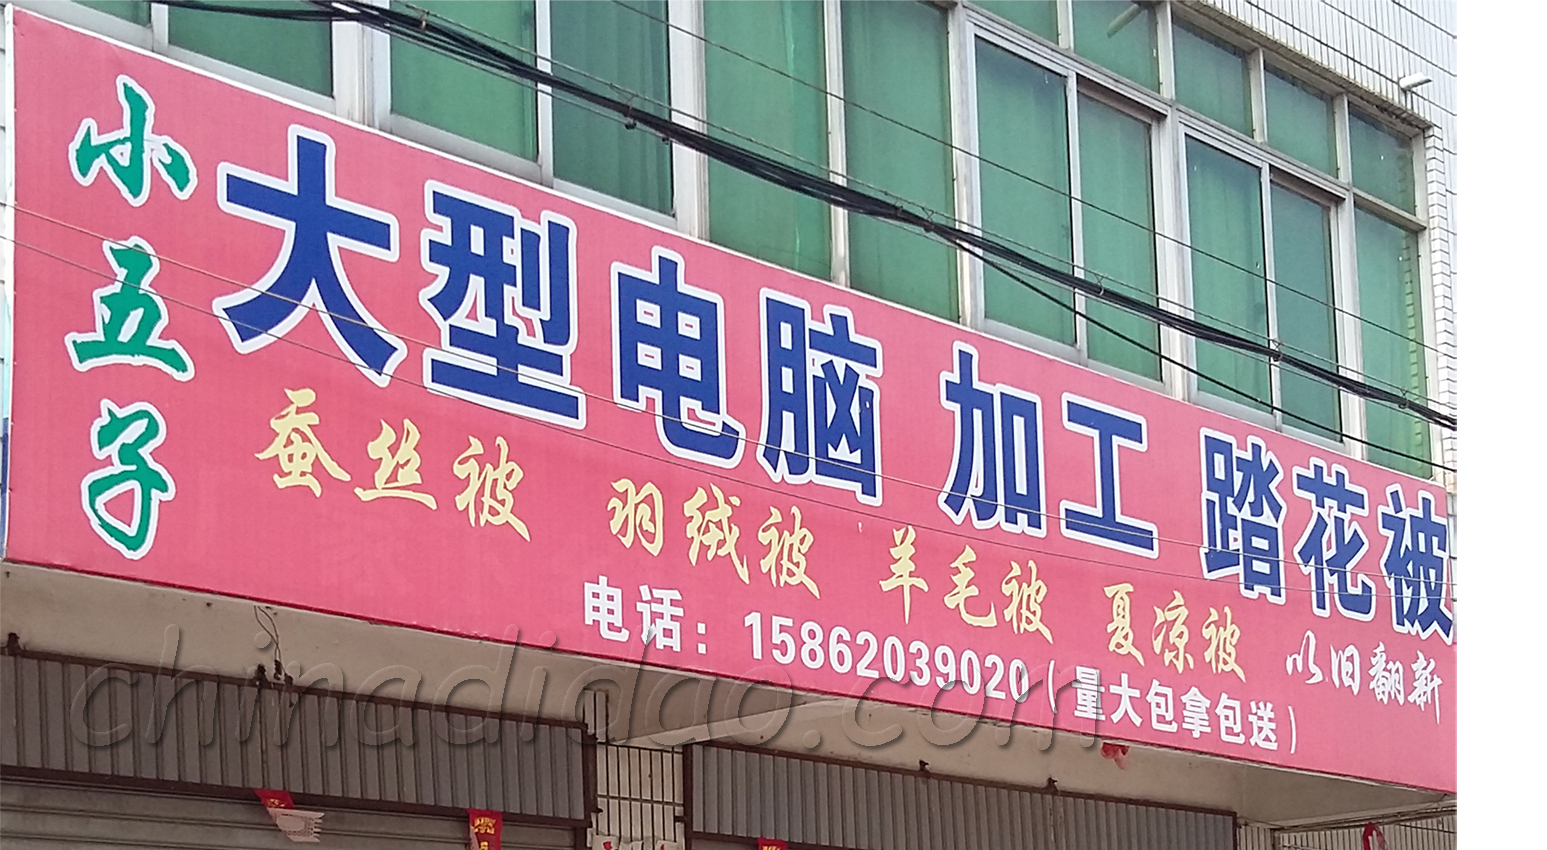 小五子
大型电脑 加工 踏花被
蚕丝被 羽绒被 羊毛被 夏凉被 以旧翻新
电话：15862039020（量大包拿包送）
chinadidao.com